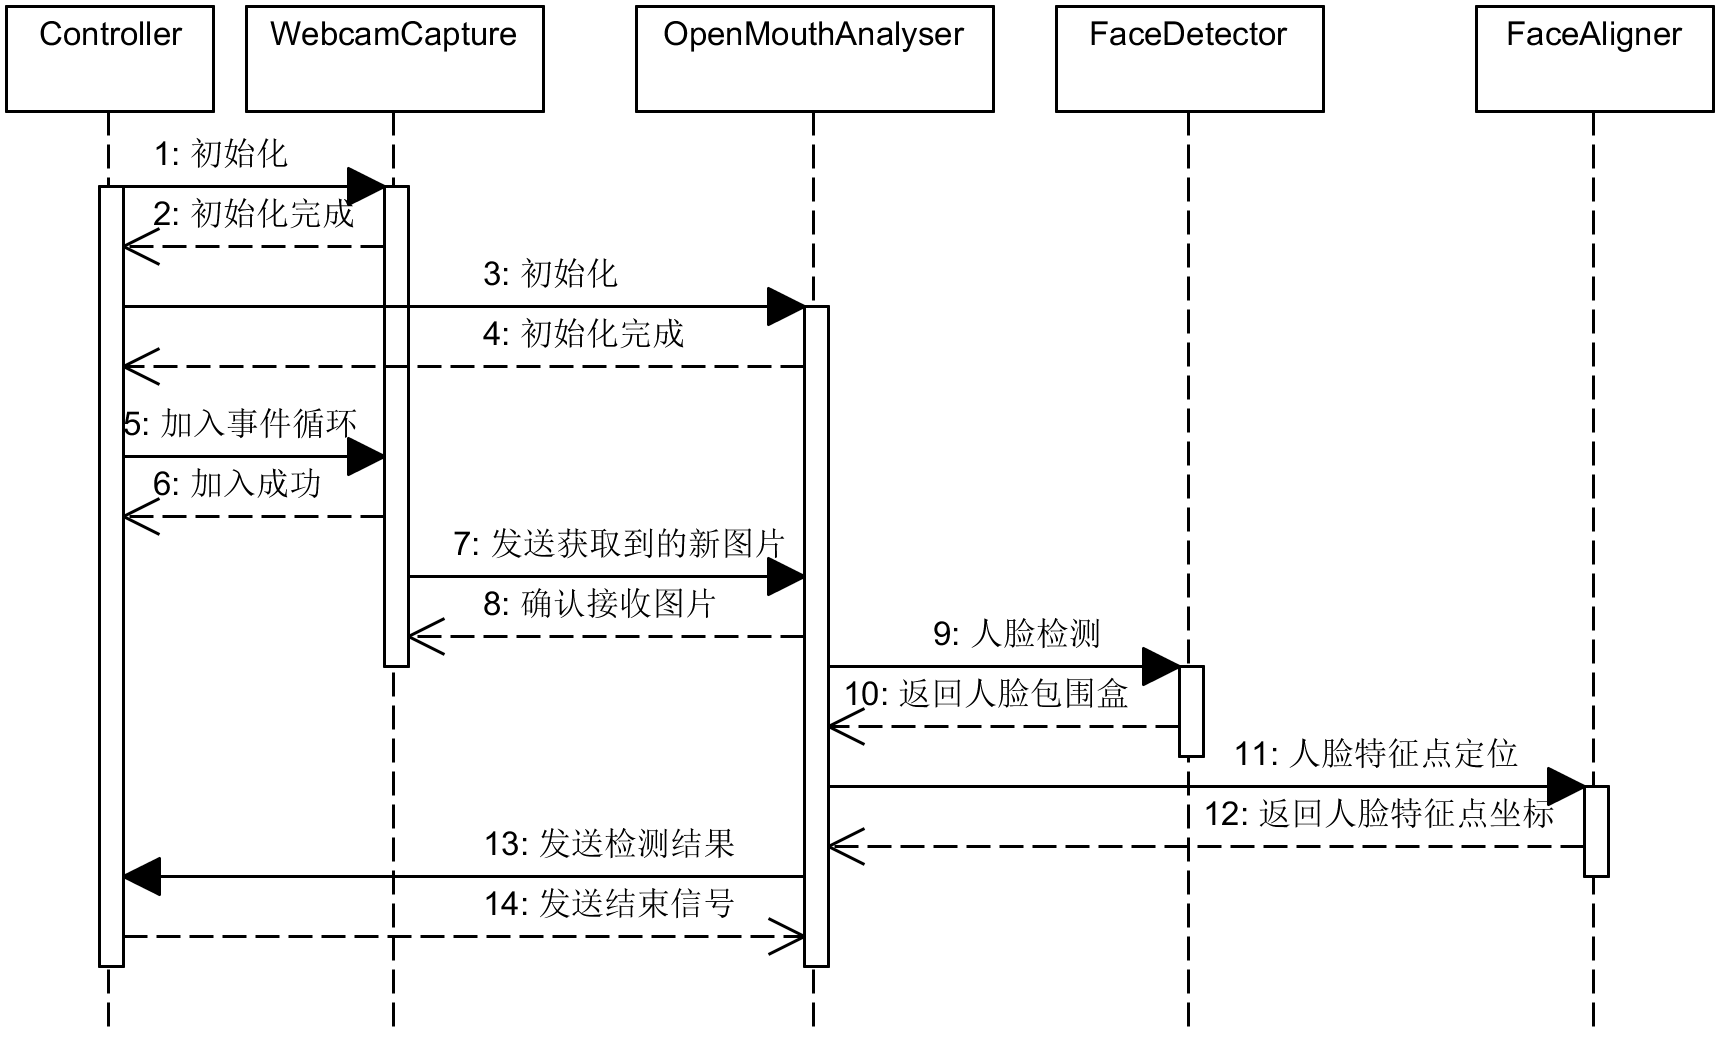 Controller
WebcamCapture
OpenMouthAnalyser
FaceDetector
FaceAligner
1: 初始化
2: 初始化完成
3: 初始化
4: 初始化完成
5: 加入事件循环
6: 加入成功
7: 发送获取到的新图片
8: 确认接收图片
9: 人脸检测
10: 返回人脸包围盒
11: 人脸特征点定位
12: 返回人脸特征点坐标
13: 发送检测结果
14: 发送结束信号